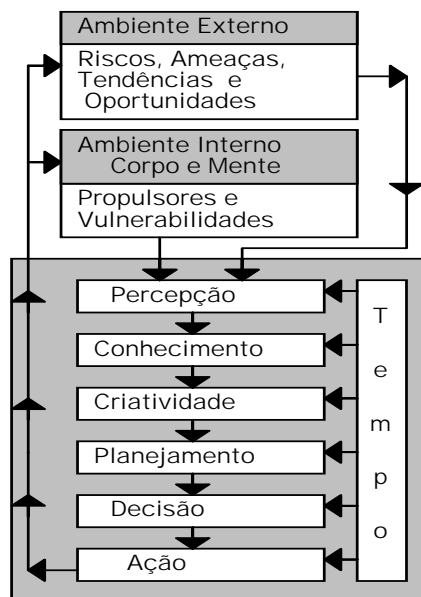 Ambiente Externo
Riscos, Ameaças,
Tendências e
Oportunidades
Ambiente Interno
Corpo e Mente
Propulsores e
Vulnerabilidades
Percepção
Conhecimento
Criatividade
Planejamento
Decisão
Ação
T
e
m
p
o